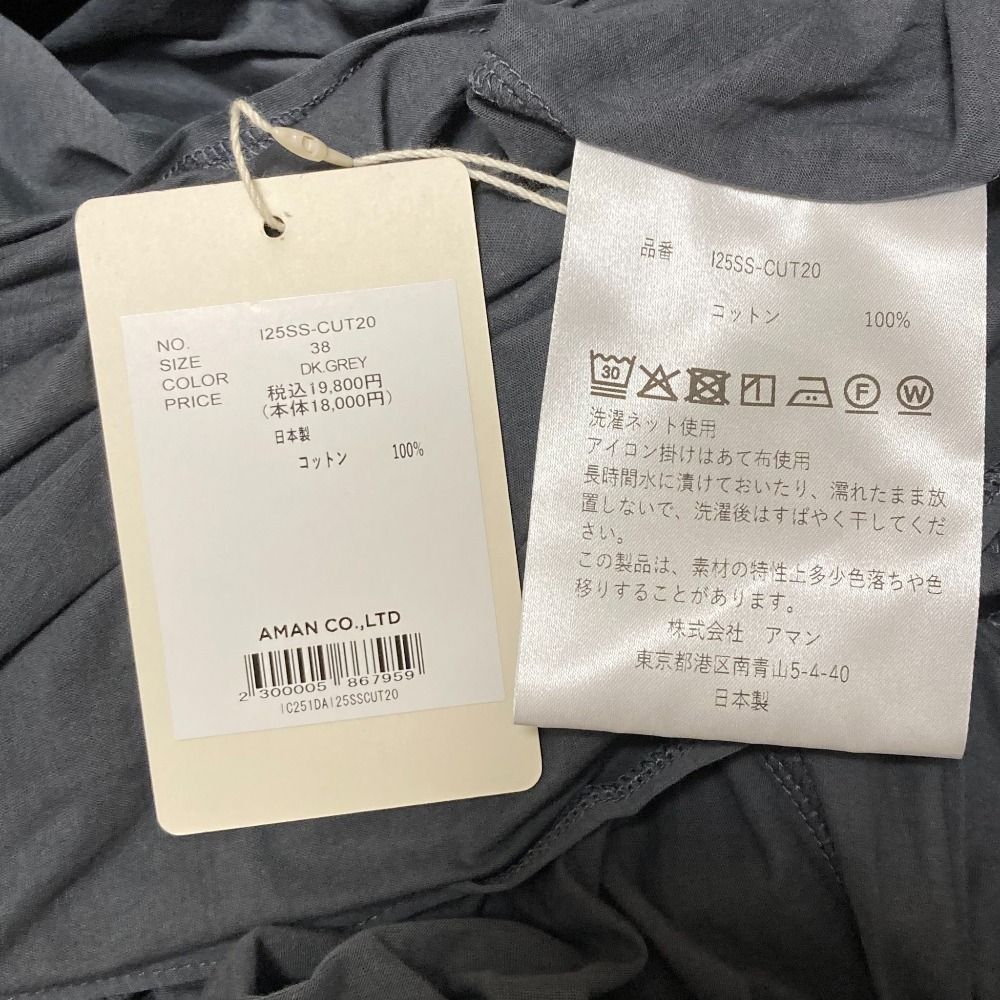 NO. I25SS-CUT20
SIZE 38
COLOR DK.GREY
PRICE 税込19,800円
(本体18,000円)
日本製
コットン 100%
AMAN CO.,LTD
2 300005 867959
IC251DAI25SSCUT20
品番 I25SS-CUT20
コットン 100%
30 F W
洗濯ネット使用
アイロン掛けはあて布使用
長時間水に漬けておいたり、濡れたまま放
置しないで、洗濯後はすばやく干してくだ
さい。
この製品は、素材の特性上多少色落ちや色
移りすることがあります。
株式会社 アマン
東京都港区南青山5-4-40
日本製